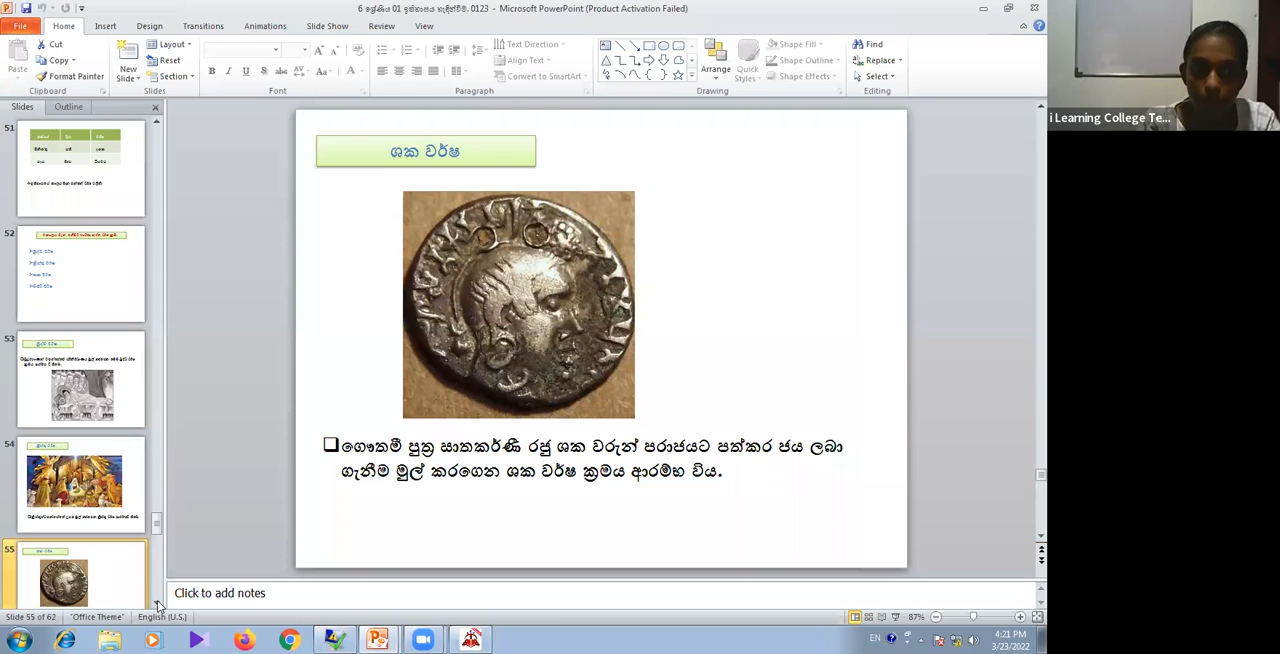 6 ශ්‍රේණිය 01 ඉතිහාසය හැඳින්වීම. 0123 - Microsoft PowerPoint (Product Activation Failed)
File Home Insert Design Transitions Animations Slide Show Review View
Cut
Copy
Format Painter
Paste
Clipboard
New Slide
Layout
Reset
Section
Slides
Font
Text Direction
Align Text
Convert to SmartArt
Paragraph
Arrange
Quick Styles
Shape Fill
Shape Outline
Shape Effects
Drawing
Find
Replace
Select
Editing
Slides Outline
51
52
53
54
55
ශක වර්ෂ
ගෞතමී පුත්‍ර සාතකර්ණී රජු ශක වරුන් පරාජයට පත්කර ජය ලබා
ගැනීම මුල් කරගෙන ශක වර්ෂ ක්‍රමය ආරම්භ විය.
Click to add notes
Slide 55 of 62 "Office Theme" English (U.S.) 87%
EN 4:21 PM
3/23/2022
i Learning College Te...